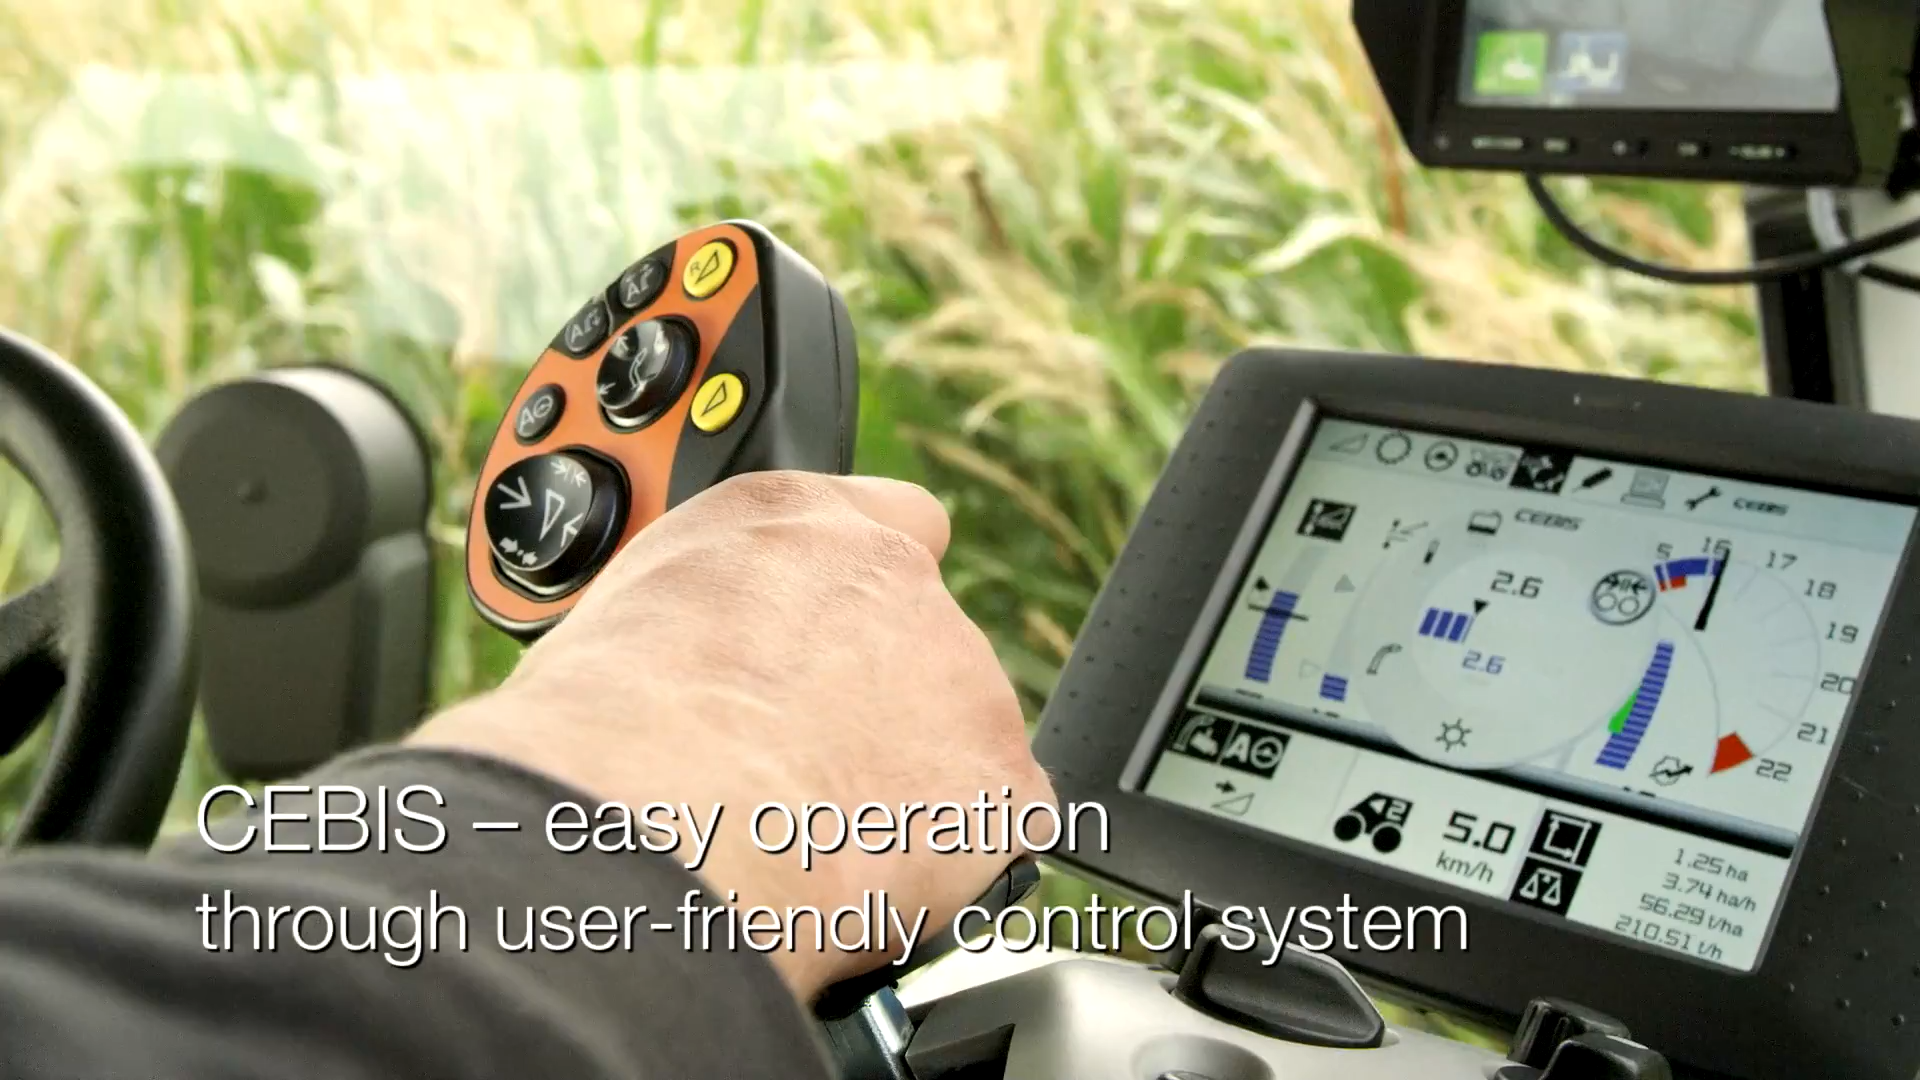 CEBIS
CEBIS
2.6
2.6
5
16
17
18
19
20
21
22
A
2
5.0
km/h
1.25 ha
3.74 ha/h
56.29 t/ha
210.51 t/h
R
CEBIS – easy operation
through user-friendly control system